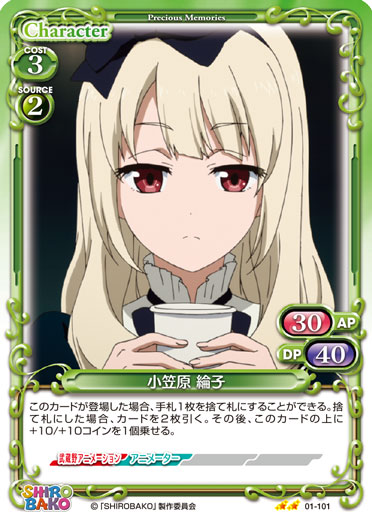 Precious Memories
Character
COST
3
SOURCE
2
30 AP
DP 40
小笠原 綸子
このカードが登場した場合、手札1枚を捨て札にすることができる。捨
て札にした場合、カードを2枚引く。その後、このカードの上に
+10/+10コインを1個乗せる。
武蔵野アニメーション アニメーター
SHIRO
BAKO
©「SHIROBAKO」製作委員会
01-101